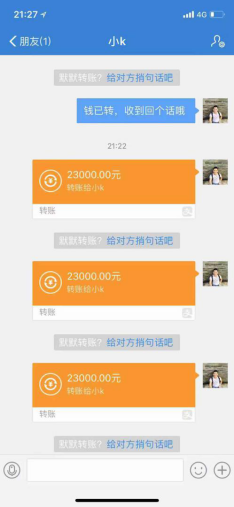 21:27
4G
朋友(1)
小k
默默转账？给对方捎句话吧
钱已转，收到回个话哦
21:22
23000.00元
转账给小k
转账
默默转账？给对方捎句话吧
23000.00元
转账给小k
转账
默默转账？给对方捎句话吧
23000.00元
转账给小k
转账
默默转账？给对方捎句话吧